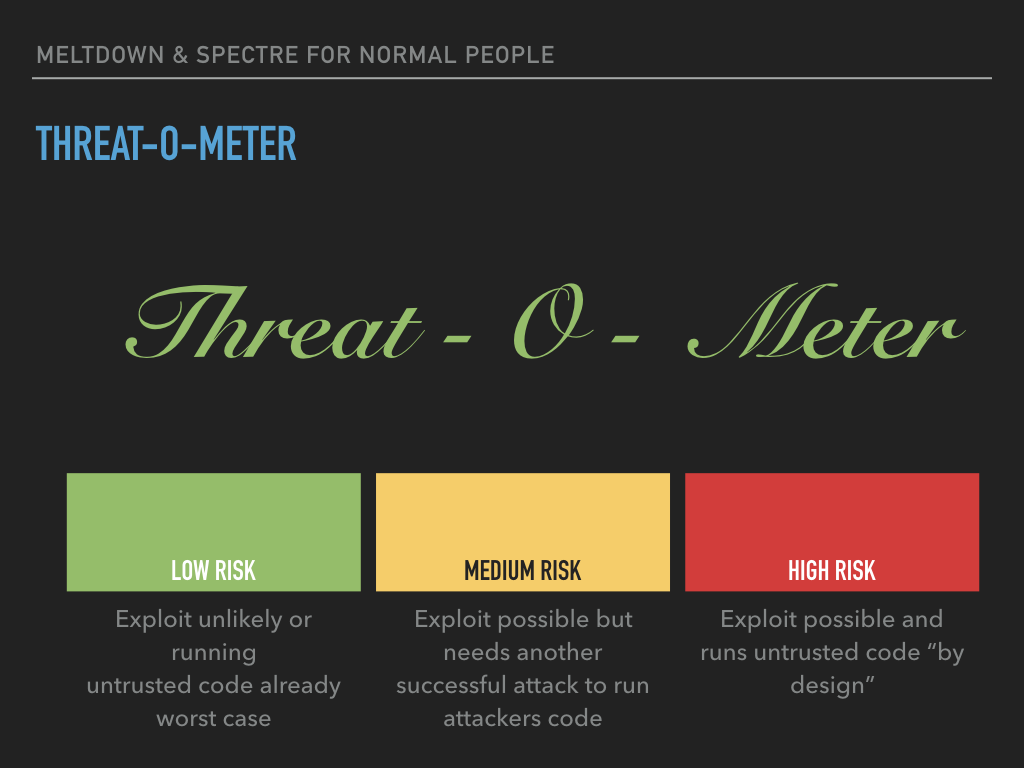 MELTDOWN & SPECTRE FOR NORMAL PEOPLE
THREAT-O-METER
Threat - O - Meter
LOW RISK
Exploit unlikely or
running
untrusted code already
worst case
MEDIUM RISK
Exploit possible but
needs another
successful attack to run
attackers code
HIGH RISK
Exploit possible and
runs untrusted code “by
design”